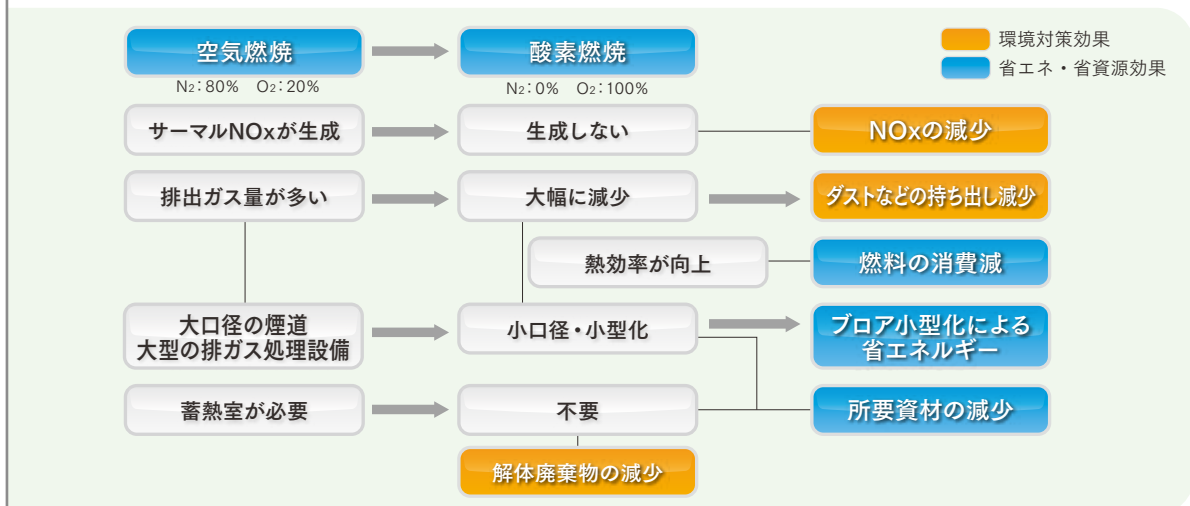 空気燃焼
酸素燃焼
環境対策効果
省エネ・省資源効果
N2：80% O2：20%
N2：0% O2：100%
サーマルNOxが生成
生成しない
NOxの減少
排出ガス量が多い
大幅に減少
ダストなどの持ち出し減少
熱効率が向上
燃料の消費減
大口径の煙道
大型の排ガス処理設備
小口径・小型化
ブロア小型化による
省エネルギー
蓄熱室が必要
不要
所要資材の減少
解体廃棄物の減少